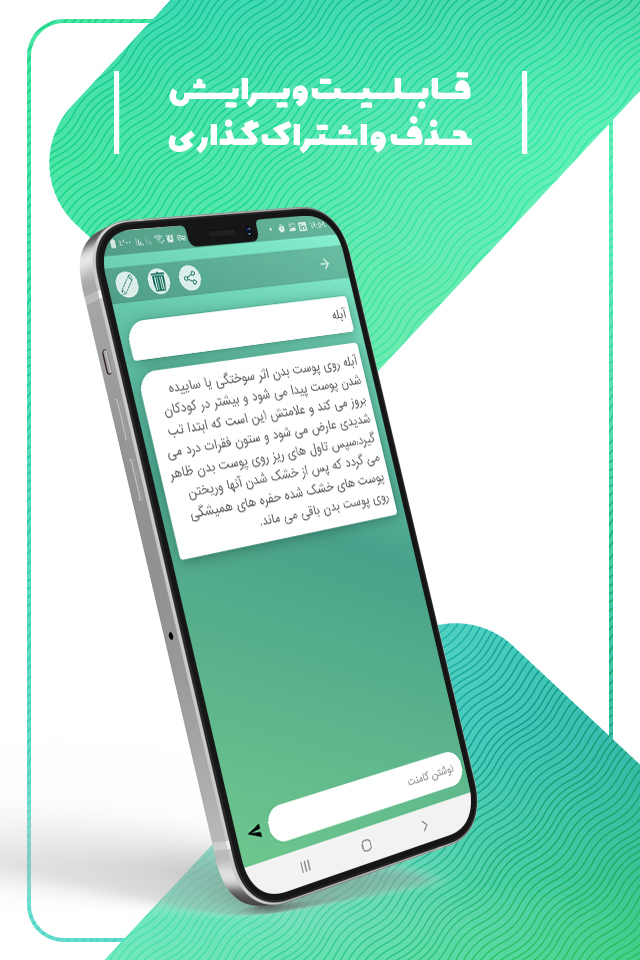 قابلیت ویرایش
حذف و اشتراک گذاری
۱۴:۵۸
آبله
آبله روی پوست بدن اثر سوختگی یا ساییده
شدن پوست پیدا می شود و بیشتر در کودکان
بروز می کند و علامتش این است که ابتدا تب
شدیدی عارض می شود و ستون فقرات درد می
گیرد،سپس تاول های ریز روی پوست بدن ظاهر
می گردد که پس از خشک شدن آنها وریختن
پوست های خشک شده حفره های همیشگی
روی پوست بدن باقی می ماند.
نوشتن کامنت